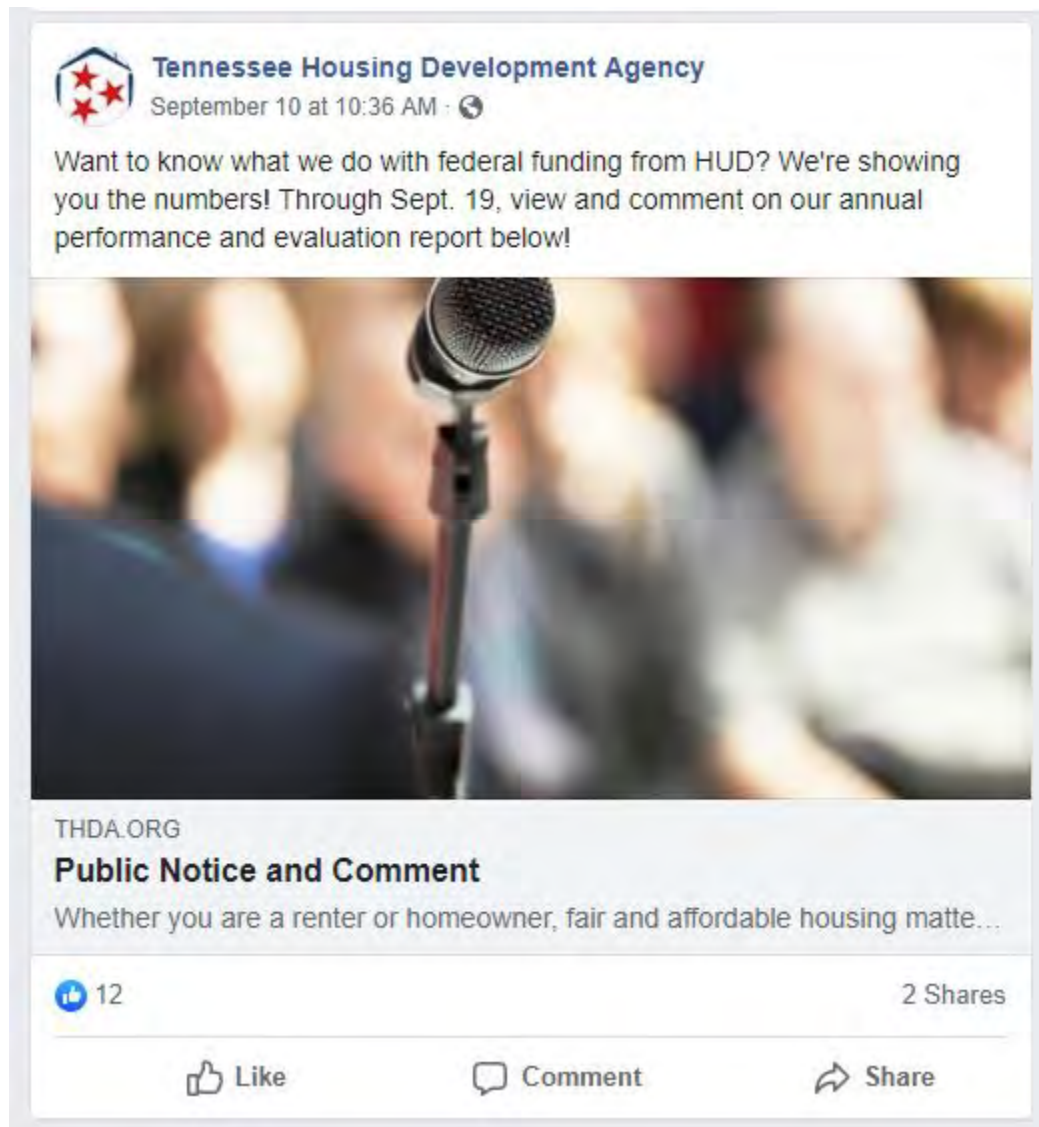 Tennessee Housing Development Agency
September 10 at 10:36 AM ·
Want to know what we do with federal funding from HUD? We're showing
you the numbers! Through Sept. 19, view and comment on our annual
performance and evaluation report below!
THDA.ORG
Public Notice and Comment
Whether you are a renter or homeowner, fair and affordable housing matte...
12
2 Shares
Like
Comment
Share